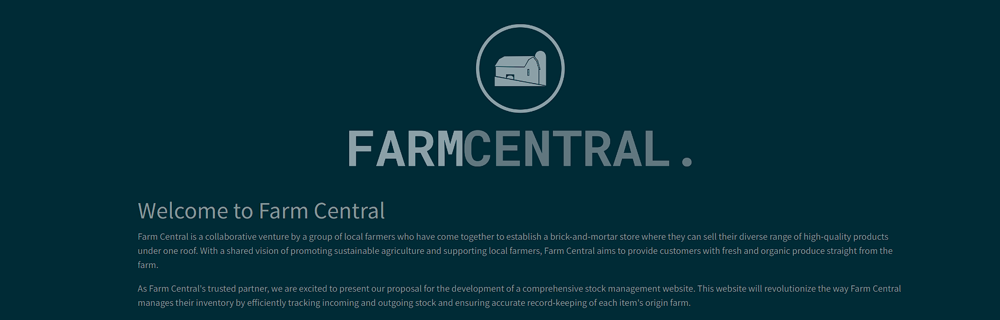 FARMCENTRAL.
Welcome to Farm Central
Farm Central is a collaborative venture by a group of local farmers who have come together to establish a brick-and-mortar store where they can sell their diverse range of high-quality products
under one roof. With a shared vision of promoting sustainable agriculture and supporting local farmers, Farm Central aims to provide customers with fresh and organic produce straight from the
farm.
As Farm Central's trusted partner, we are excited to present our proposal for the development of a comprehensive stock management website. This website will revolutionize the way Farm Central
manages their inventory by efficiently tracking incoming and outgoing stock and ensuring accurate record-keeping of each item's origin farm.